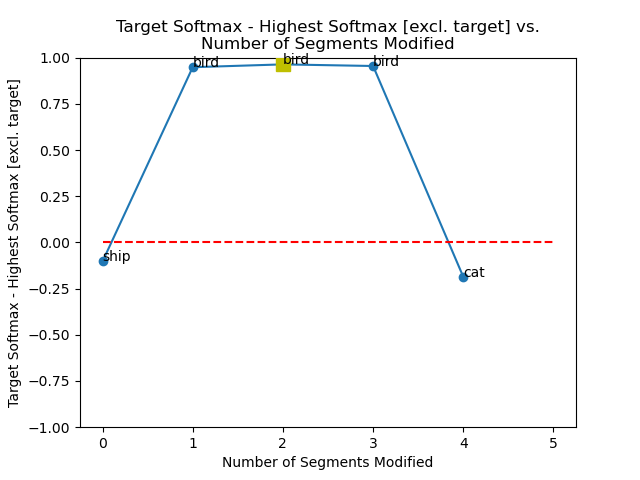 Target Softmax - Highest Softmax [excl. target] vs.
Number of Segments Modified
Target Softmax - Highest Softmax [excl. target]
1.00
0.75
0.50
0.25
0.00
−0.25
−0.50
−0.75
−1.00
ship
bird
bird
bird
cat
0 1 2 3 4 5
Number of Segments Modified